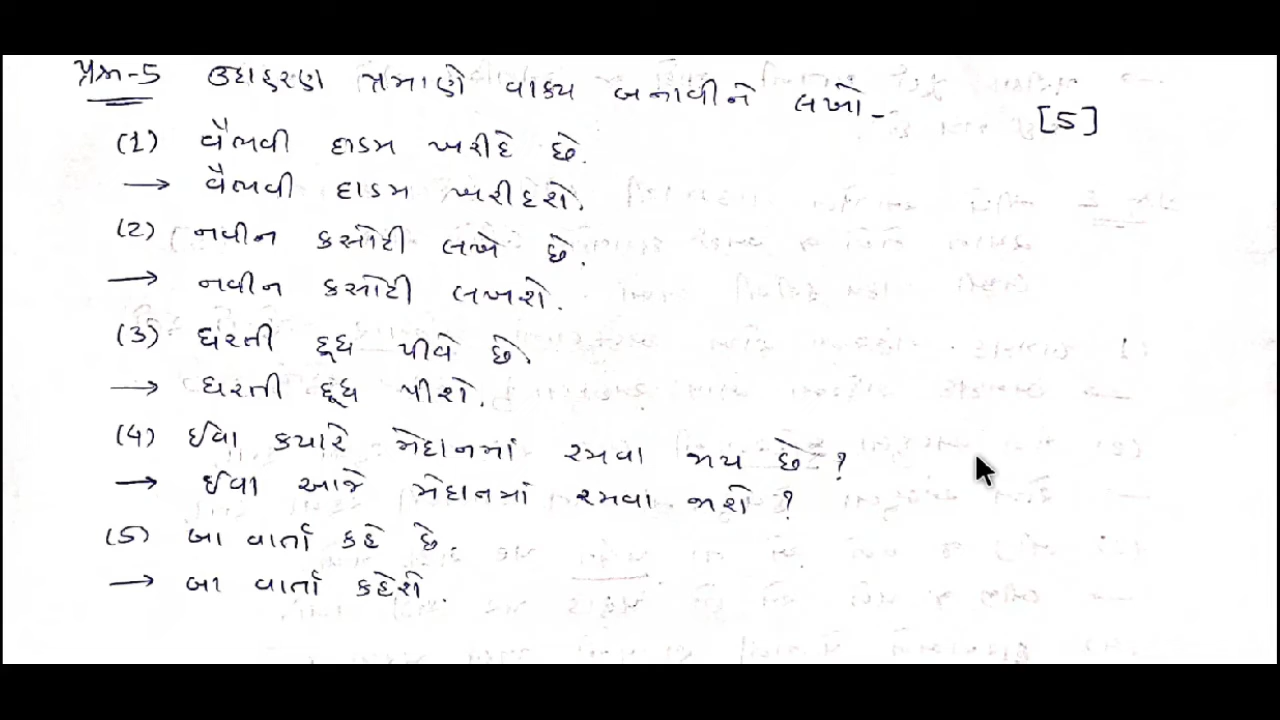 પ્રશ્ન-5 ઉદાહરણ પ્રમાણે વાક્ય બનાવીને લખો- [5]
(1) વૈભવી દાડમ ખરીદે છે.
→ વૈભવી દાડમ ખરીદશે.
(2) નવીન કસોટી લખે છે.
→ નવીન કસોટી લખશે.
(3) ધરતી દૂધ પીવે છે.
→ ધરતી દૂધ પીશે.
(4) ઈવા ક્યારે મેદાનમાં રમવા જાય છે ?
→ ઈવા આજે મેદાનમાં રમવા જાશે ?
(5) બા વાર્તા કહે છે.
→ બા વાર્તા કહેશે.